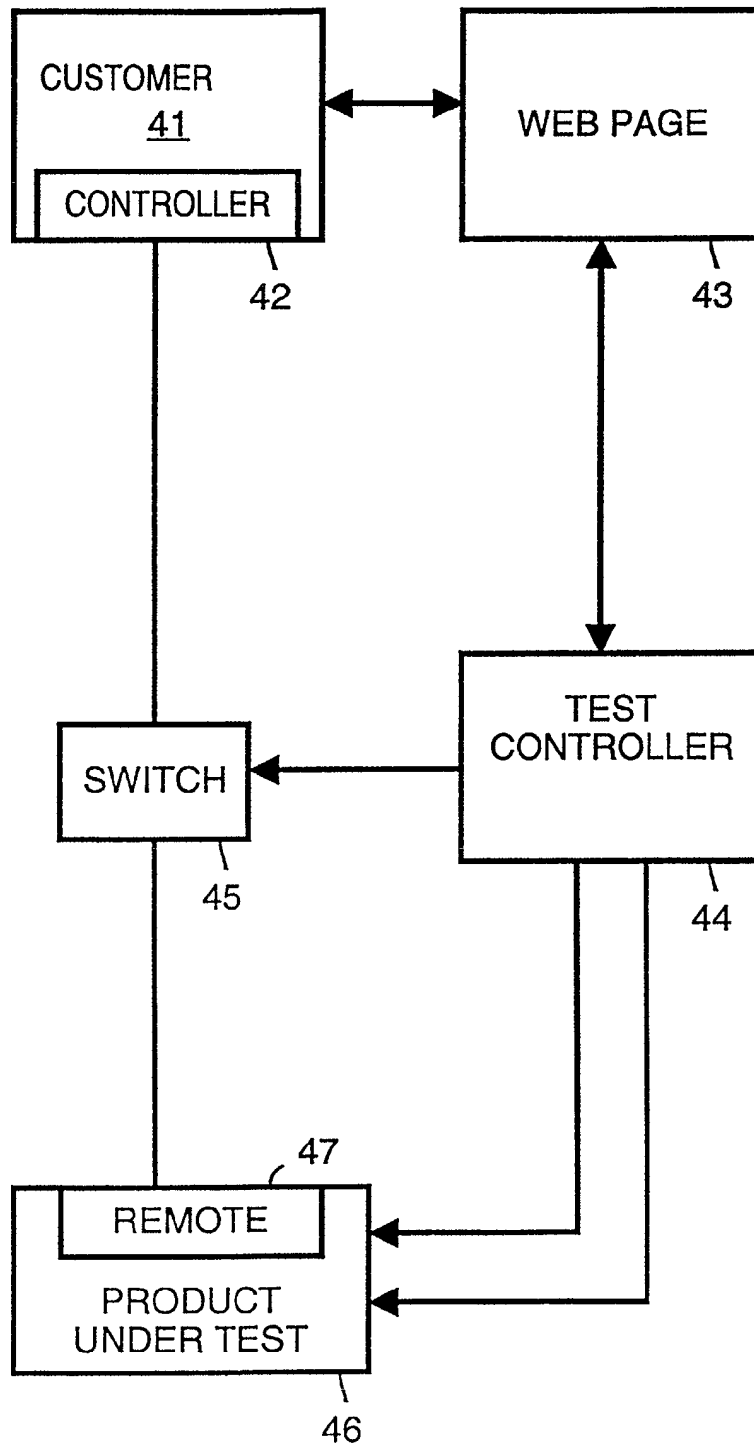 CUSTOMER
41
CONTROLLER
42
WEB PAGE
43
SWITCH
45
TEST
CONTROLLER
44
47
REMOTE
PRODUCT
UNDER TEST
46